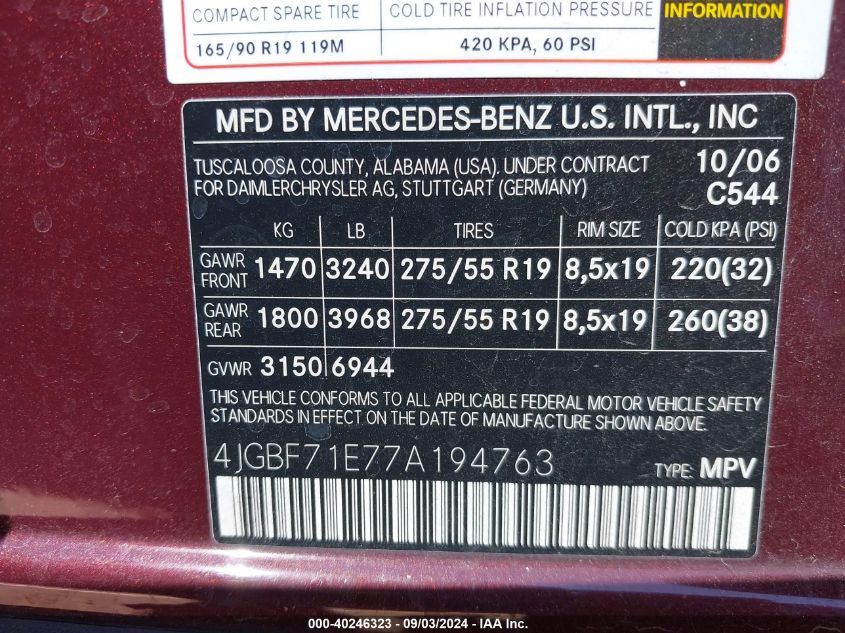 COMPACT SPARE TIRE COLD TIRE INFLATION PRESSURE INFORMATION
165/90 R19 119M 420 KPA, 60 PSI
MFD BY MERCEDES-BENZ U.S. INTL., INC
TUSCALOOSA COUNTY, ALABAMA (USA). UNDER CONTRACT 10/06
FOR DAIMLERCHRYSLER AG, STUTTGART (GERMANY) C544
KG LB TIRES RIM SIZE COLD KPA (PSI)
GAWR FRONT 1470 3240 275/55 R19 8,5x19 220(32)
GAWR REAR 1800 3968 275/55 R19 8,5x19 260(38)
GVWR 3150 6944
THIS VEHICLE CONFORMS TO ALL APPLICABLE FEDERAL MOTOR VEHICLE SAFETY
STANDARDS IN EFFECT ON THE DATE OF MANUFACTURE SHOWN ABOVE.
4JGBF71E77A194763 TYPE: MPV
000-40246323 - 09/03/2024 - IAAI.COM